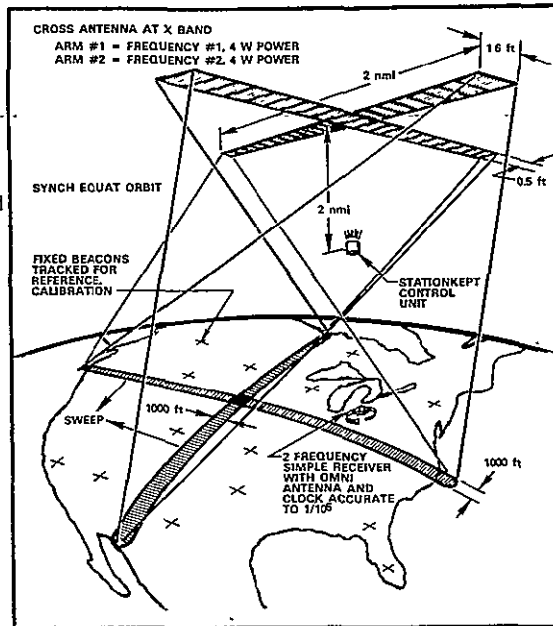 CROSS ANTENNA AT X BAND
ARM #1 = FREQUENCY #1, 4 W POWER
ARM #2 = FREQUENCY #2, 4 W POWER
16 ft
2 nmi
0.5 ft
SYNCH EQUAT ORBIT
2 nmi
FIXED BEACONS
TRACKED FOR
REFERENCE,
CALIBRATION
STATIONKEPT
CONTROL
UNIT
SWEEP
1000 ft
2 FREQUENCY
SIMPLE RECEIVER
WITH OMNI
ANTENNA AND
CLOCK ACCURATE
TO 1/10⁶
1000 ft